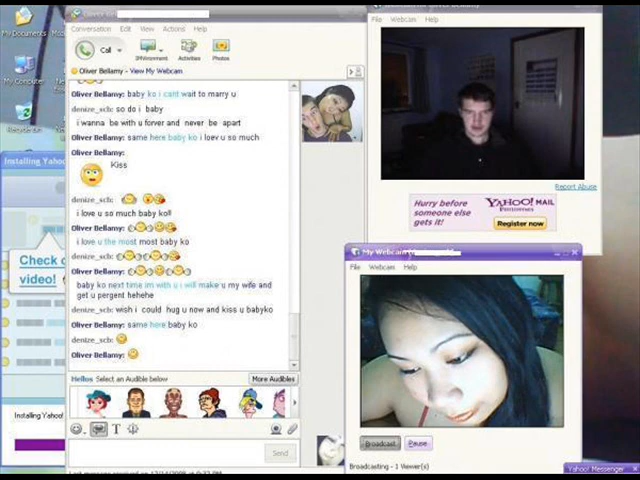 My Documents
My Computer
Recycle Bin
Conversation Edit View Actions Help
Call
IMVironment
Activities
Photos
Oliver Bellamy - View My Webcam
Oliver Bellamy: baby ko i cant wait to marry u
denize_scb: so do i baby
i wanna be with u forver and never be apart
Oliver Bellamy: same here baby ko i loev u so much
Oliver Bellamy:
Kiss
denize_scb:
i love u so much baby ko!!
Oliver Bellamy:
i love u the most most baby ko
denize_scb:
Oliver Bellamy:
baby ko next time im with u i will make u my wife and
get u pergent hehehe
denize_scb: wish i could hug u now and kiss u babyko
Oliver Bellamy: same here baby ko
denize_scb:
Oliver Bellamy:
Hellos Select an Audible below
More Audibles
Send
File Webcam Help
Report Abuse
Hurry before
someone else
gets it!
YAHOO! MAIL
PHILIPPINES
Register now
My Webcam
File Webcam Help
Broadcast
Pause
Broadcasting - 1 Viewer(s)
Installing Yahoo
Check o
video!
Installing Yahoo!
Yahoo! Messenger